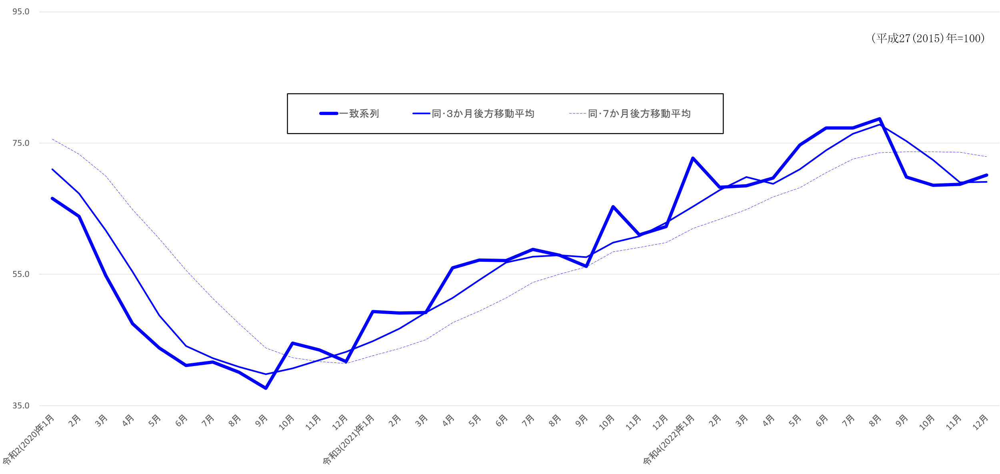 95.0
(平成27(2015)年=100)
一致系列 同・3か月後方移動平均 同・7か月後方移動平均
75.0
55.0
35.0
令和2(2020)年1月 2月 3月 4月 5月 6月 7月 8月 9月 10月 11月 12月 令和3(2021)年1月 2月 3月 4月 5月 6月 7月 8月 9月 10月 11月 12月 令和4(2022)年1月 2月 3月 4月 5月 6月 7月 8月 9月 10月 11月 12月